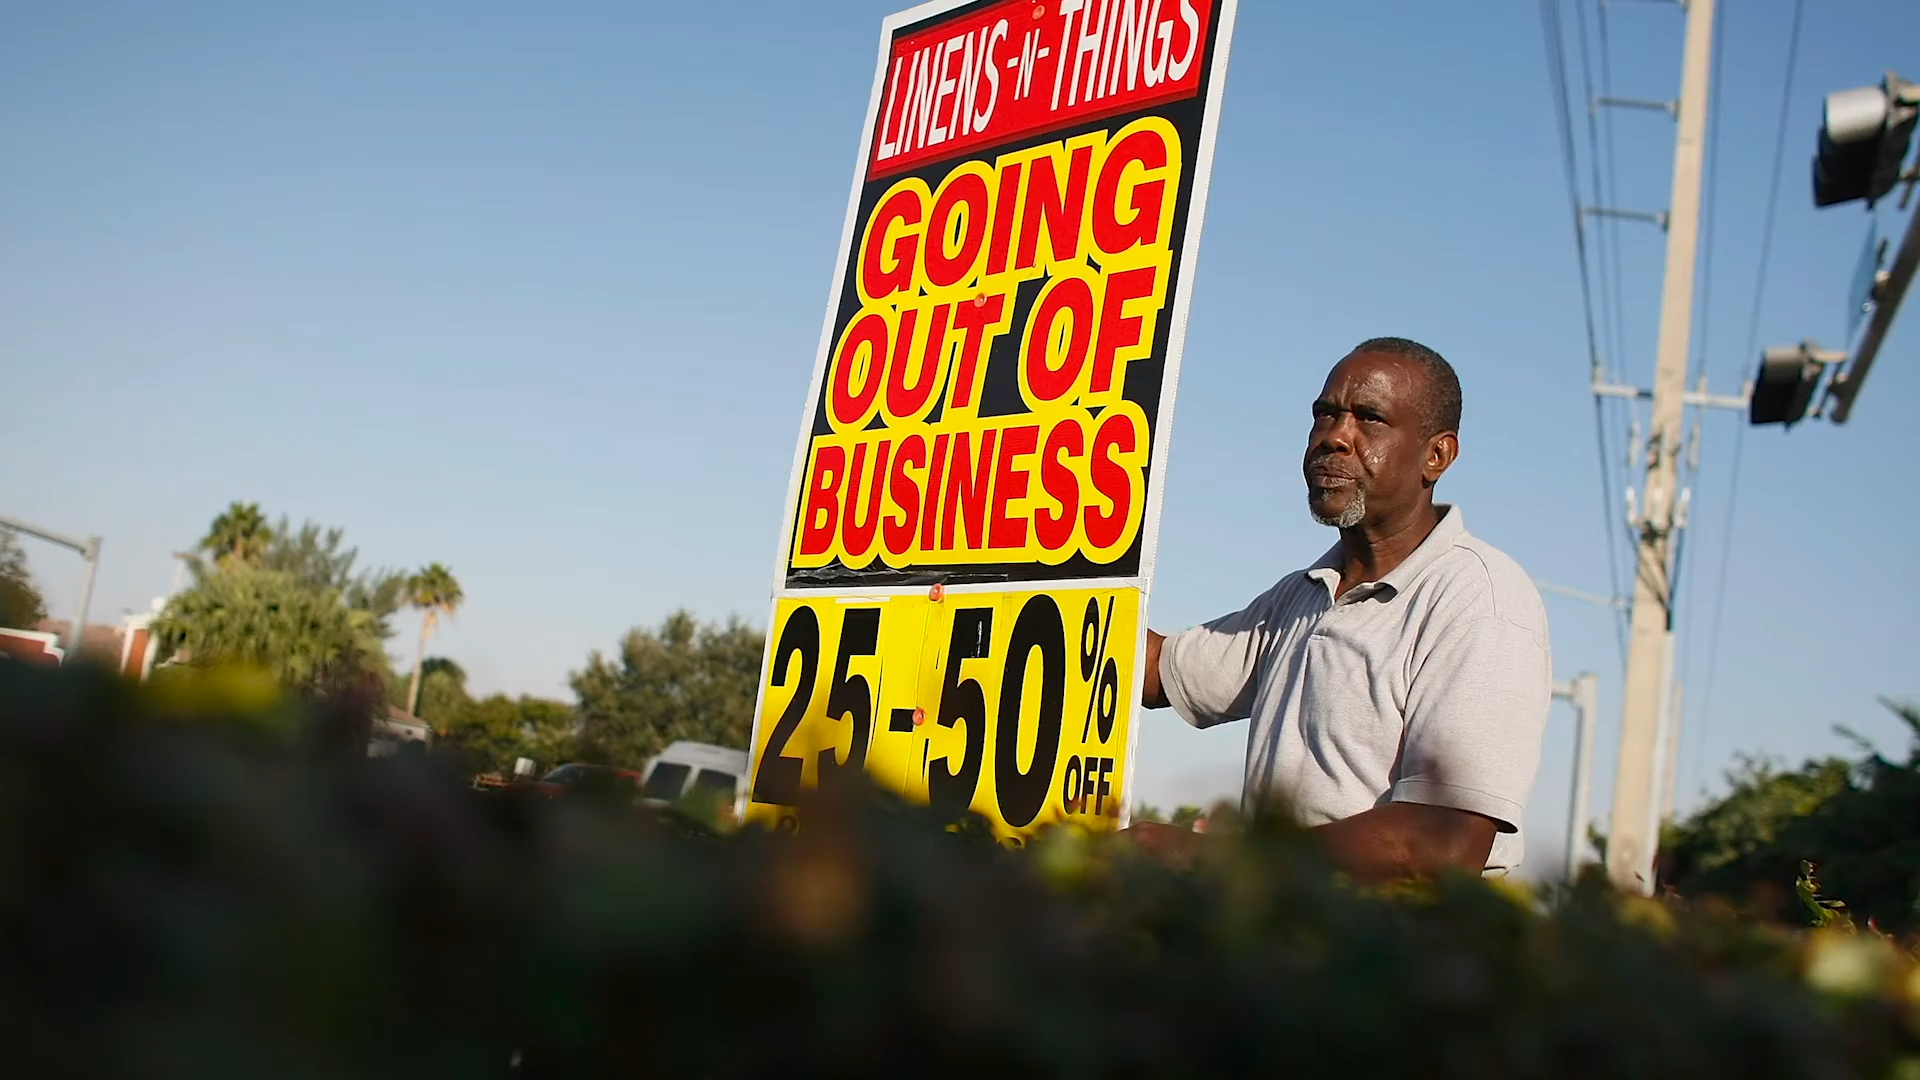 LINENS-N-THINGS
GOING
OUT OF
BUSINESS
25-50% OFF